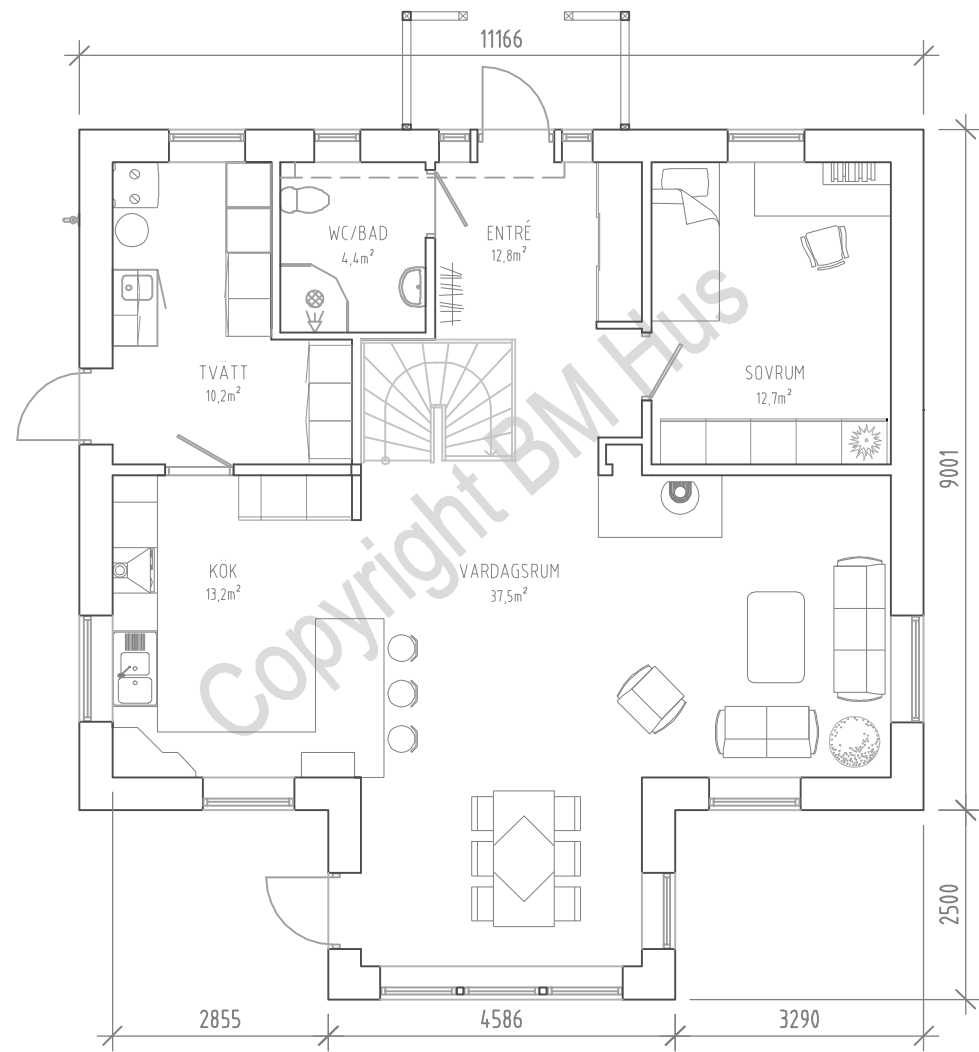 11166
WC/BAD
4,4m²
ENTRÉ
12,8m²
TVÄTT
10,2m²
SOVRUM
12,7m²
9001
KÖK
13,2m²
VARDAGSRUM
37,5m²
Copyright BM Hus
2500
2855
4586
3290